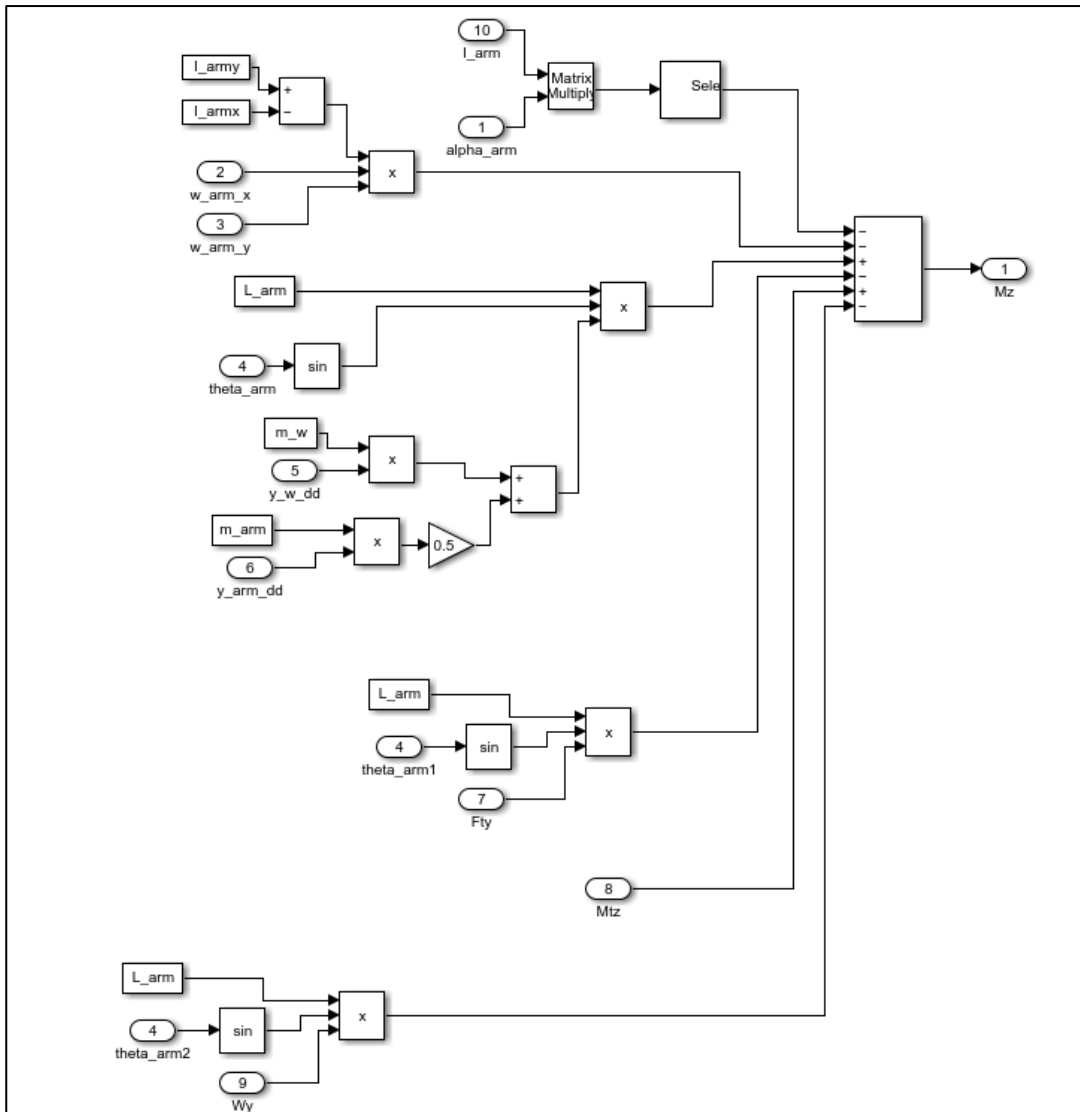 10
I_arm
I_army
+
−
I_armx
Matrix
Multiply
Sele
1
alpha_arm
2
w_arm_x
x
3
w_arm_y
−
−
+
−
+
−
1
Mz
L_arm
x
4
theta_arm
sin
m_w
x
5
y_w_dd
+
+
m_arm
x
0.5
6
y_arm_dd
L_arm
x
4
theta_arm1
sin
7
Fty
8
Mtz
L_arm
x
4
theta_arm2
sin
9
Wy